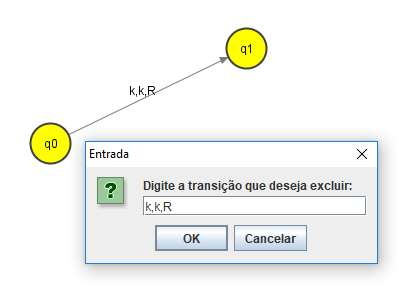 q1
k,k,R
q0
Entrada
?
Digite a transição que deseja excluir:
k,k,R
OK
Cancelar